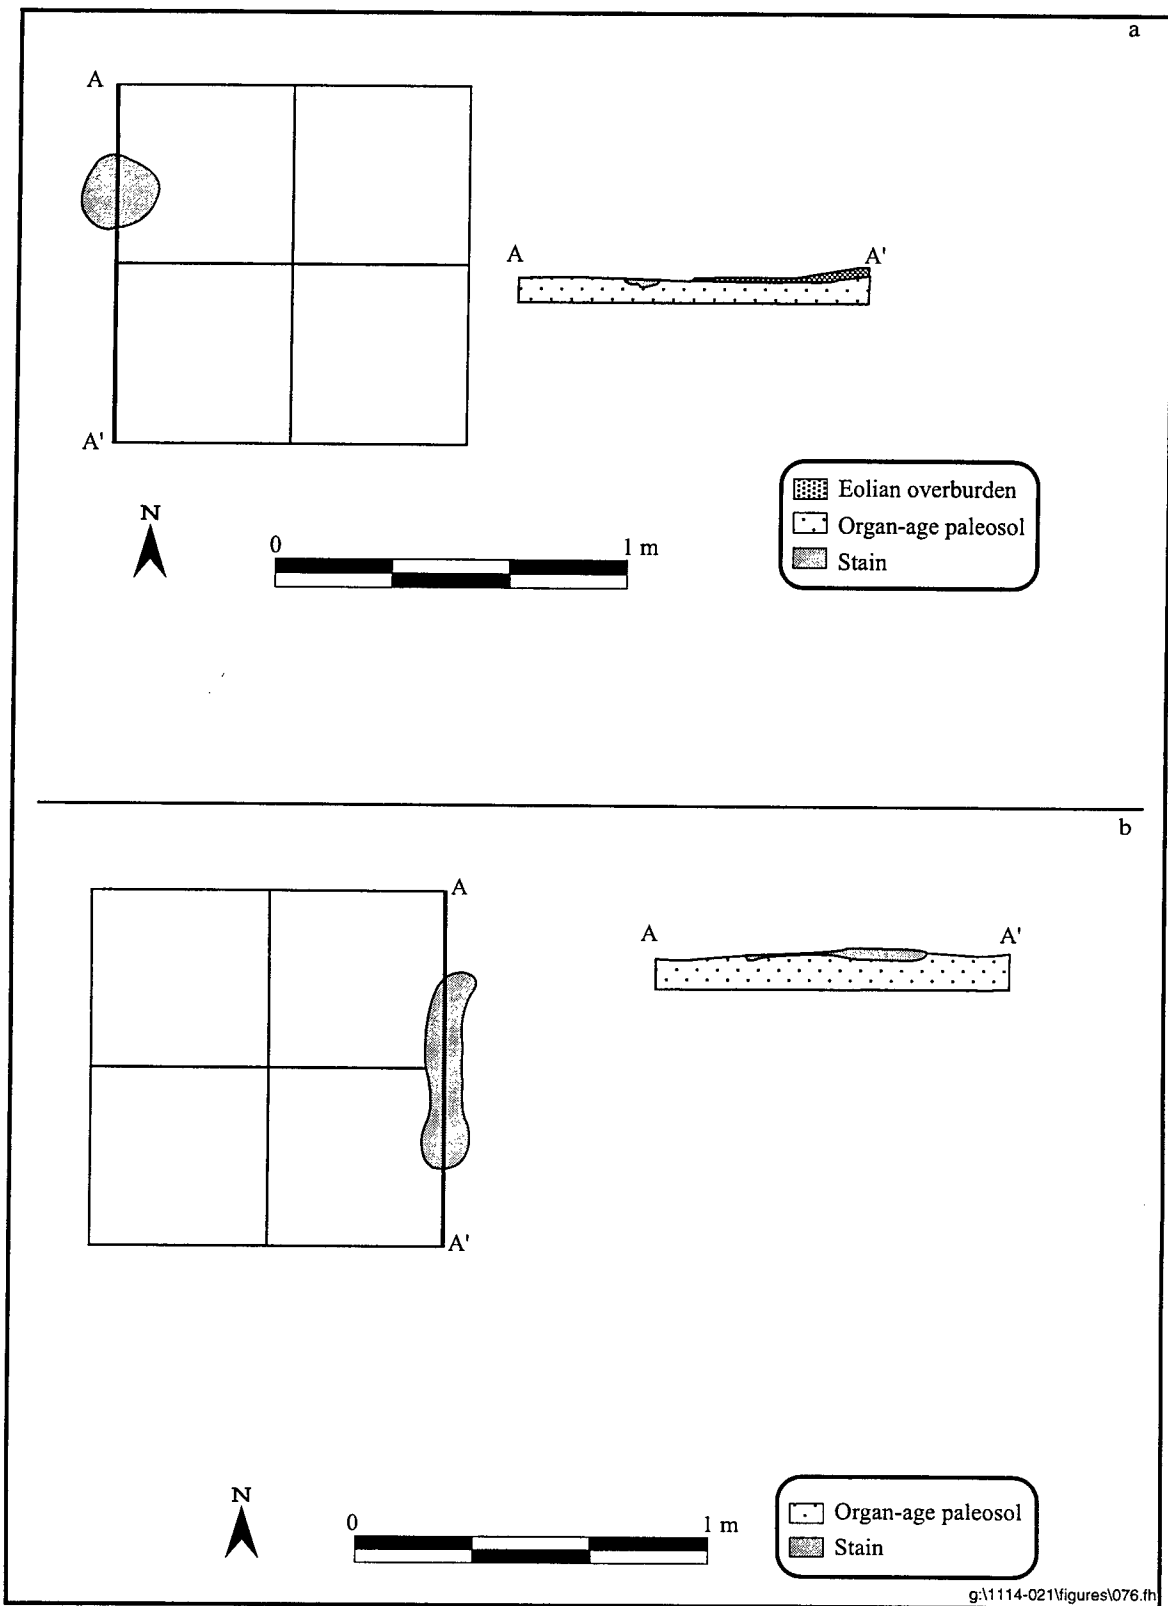 a
A
A'
A A'
Eolian overburden
Organ-age paleosol
Stain
N
0 1 m
b
A
A'
A A'
N
0 1 m
Organ-age paleosol
Stain
g:\1114-021\figures\076.fh